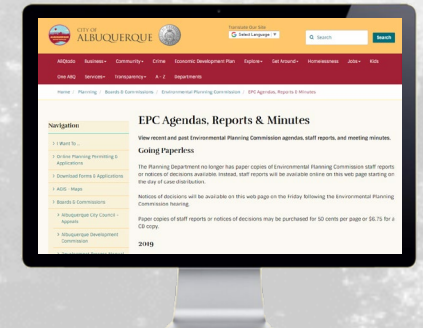 CITY OF
ALBUQUERQUE
Translate Our Site
Select Language
Search
Search
ABQtodo Business Community Crime Economic Development Plan Explore Get Around Homelessness Jobs Kids
One ABQ Services Transparency A - Z Departments
Home / Planning / Boards & Commissions / Environmental Planning Commission / EPC Agendas, Reports & Minutes
Navigation
> I Want To ...
> Online Planning Permitting &
Applications
> Download Forms & Applications
> AGIS - Maps
> Boards & Commissions
> Albuquerque City Council -
Appeals
> Albuquerque Development
Commission
EPC Agendas, Reports & Minutes
View recent and past Environmental Planning Commission agendas, staff reports, and meeting minutes.
Going Paperless
The Planning Department no longer has paper copies of Environmental Planning Commission staff reports
or notices of decisions available. Instead, staff reports will be available online on this web page starting on
the day of case distribution.
Notices of decisions will be available on this web page on the Friday following the Environmental Planning
Commission hearing.
Paper copies of staff reports or notices of decisions may be purchased for 50 cents per page or $6.75 for a
CD copy.
2019